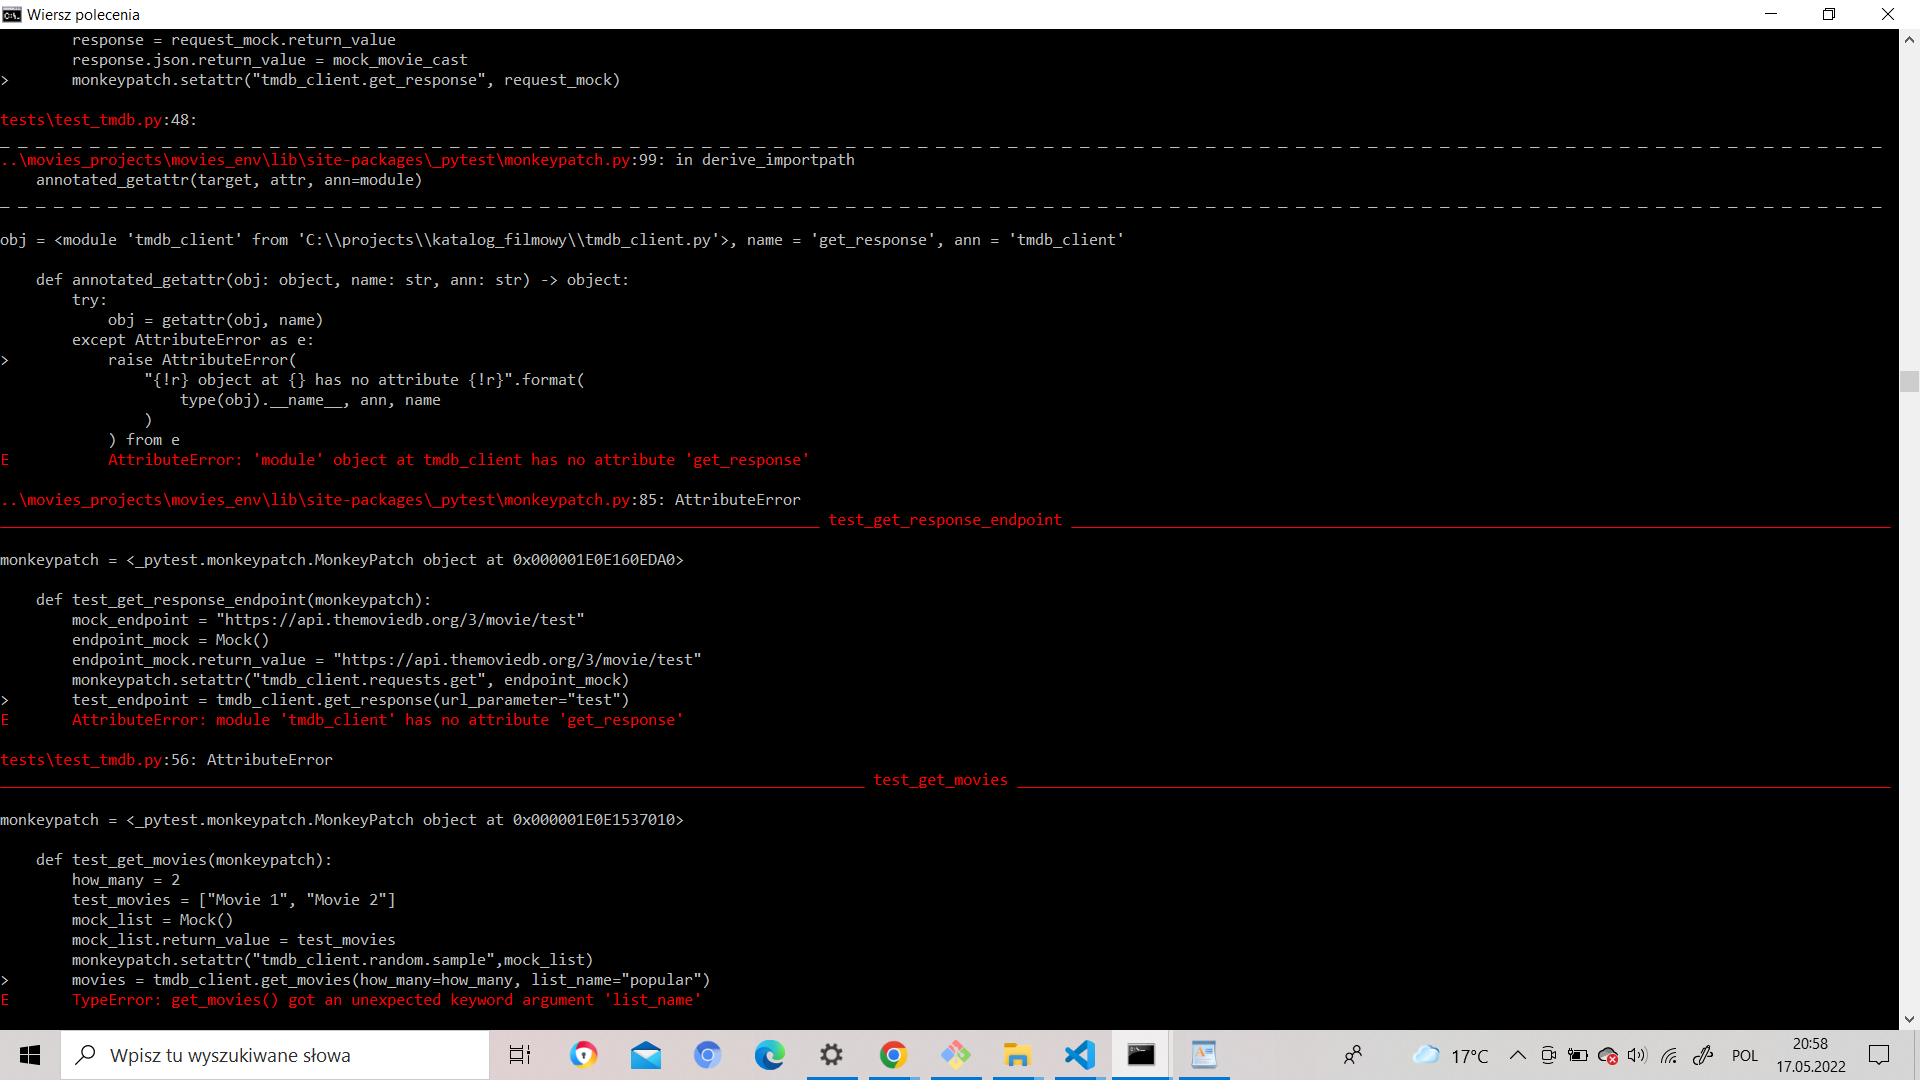 Wiersz polecenia
        response = request_mock.return_value
        response.json.return_value = mock_movie_cast
>       monkeypatch.setattr("tmdb_client.get_response", request_mock)
tests\test_tmdb.py:48:
_ _ _ _ _ _ _ _ _ _ _ _ _ _ _ _ _ _ _ _ _ _ _ _ _ _ _ _ _ _ _ _ _ _ _ _ _ _ _ _
..\movies_projects\movies_env\lib\site-packages\_pytest\monkeypatch.py:99: in derive_importpath
    annotated_getattr(target, attr, ann=module)
_ _ _ _ _ _ _ _ _ _ _ _ _ _ _ _ _ _ _ _ _ _ _ _ _ _ _ _ _ _ _ _ _ _ _ _ _ _ _ _
obj = <module 'tmdb_client' from 'C:\\projects\\katalog_filmowy\\tmdb_client.py'>, name = 'get_response', ann = 'tmdb_client'
    def annotated_getattr(obj: object, name: str, ann: str) -> object:
        try:
            obj = getattr(obj, name)
        except AttributeError as e:
>           raise AttributeError(
                "{!r} object at {} has no attribute {!r}".format(
                    type(obj).__name__, ann, name
                )
            ) from e
E           AttributeError: 'module' object at tmdb_client has no attribute 'get_response'
..\movies_projects\movies_env\lib\site-packages\_pytest\monkeypatch.py:85: AttributeError
test_get_response_endpoint
monkeypatch = <_pytest.monkeypatch.MonkeyPatch object at 0x000001E0E160EDA0>
    def test_get_response_endpoint(monkeypatch):
        mock_endpoint = "https://api.themoviedb.org/3/movie/test"
        endpoint_mock = Mock()
        endpoint_mock.return_value = "https://api.themoviedb.org/3/movie/test"
        monkeypatch.setattr("tmdb_client.requests.get", endpoint_mock)
>       test_endpoint = tmdb_client.get_response(url_parameter="test")
E       AttributeError: module 'tmdb_client' has no attribute 'get_response'
tests\test_tmdb.py:56: AttributeError
test_get_movies
monkeypatch = <_pytest.monkeypatch.MonkeyPatch object at 0x000001E0E1537010>
    def test_get_movies(monkeypatch):
        how_many = 2
        test_movies = ["Movie 1", "Movie 2"]
        mock_list = Mock()
        mock_list.return_value = test_movies
        monkeypatch.setattr("tmdb_client.random.sample",mock_list)
>       movies = tmdb_client.get_movies(how_many=how_many, list_name="popular")
E       TypeError: get_movies() got an unexpected keyword argument 'list_name'
Wpisz tu wyszukiwane słowa
17°C
POL
20:58
17.05.2022